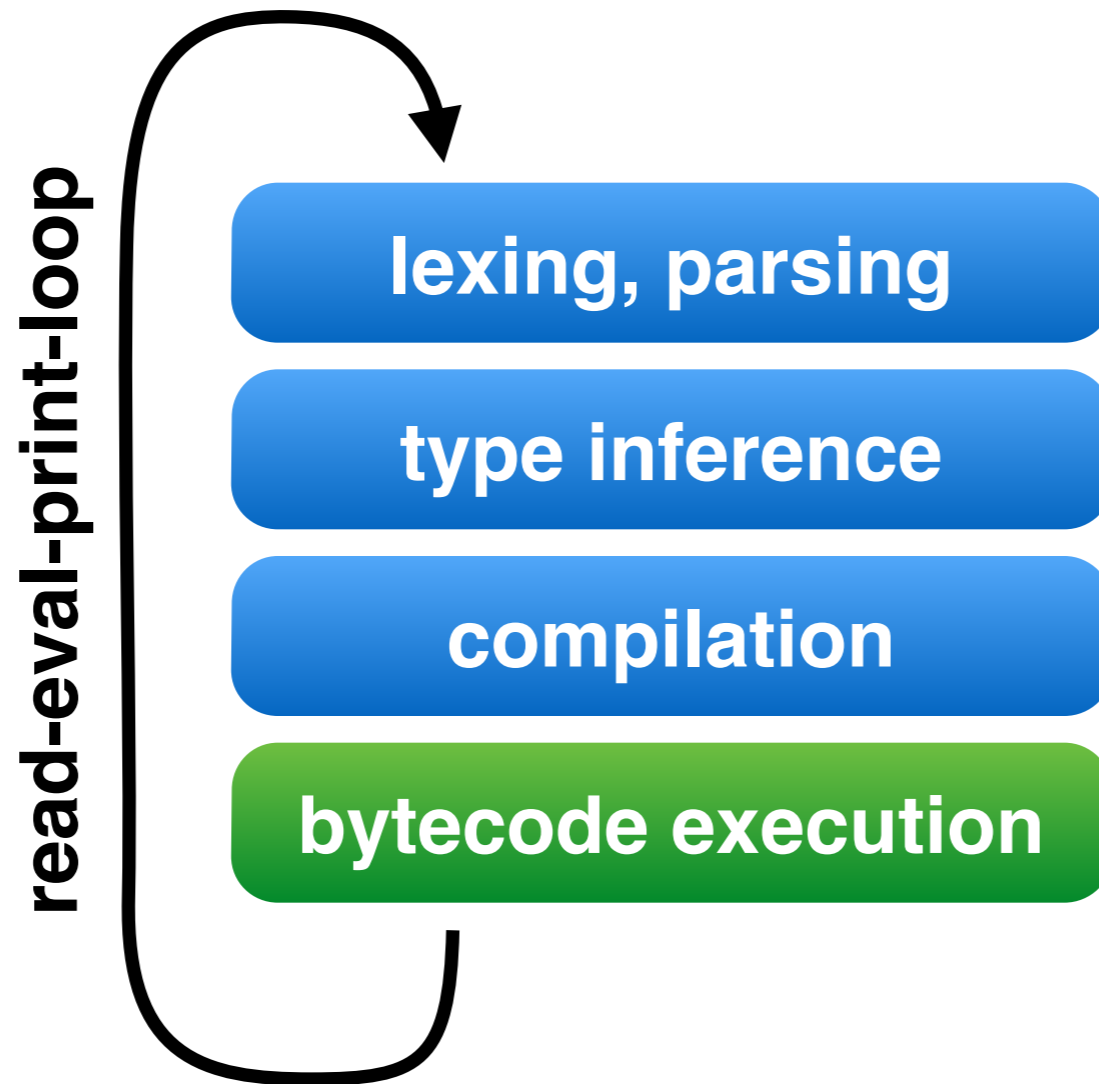 read-eval-print-loop
lexing, parsing
type inference
compilation
bytecode execution